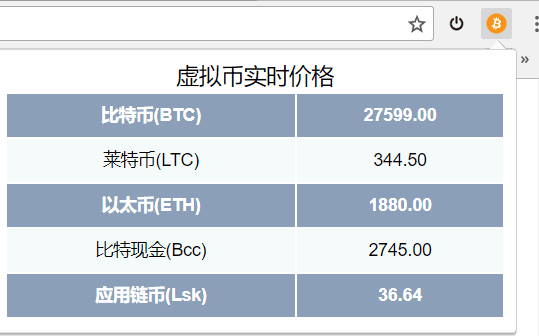 虚拟币实时价格
比特币(BTC) 27599.00
莱特币(LTC) 344.50
以太币(ETH) 1880.00
比特现金(Bcc) 2745.00
应用链币(Lsk) 36.64